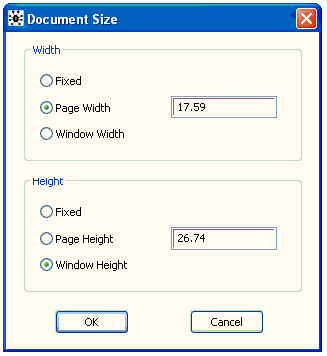 Document Size
Width
Fixed
Page Width 17.59
Window Width
Height
Fixed
Page Height 26.74
Window Height
OK Cancel